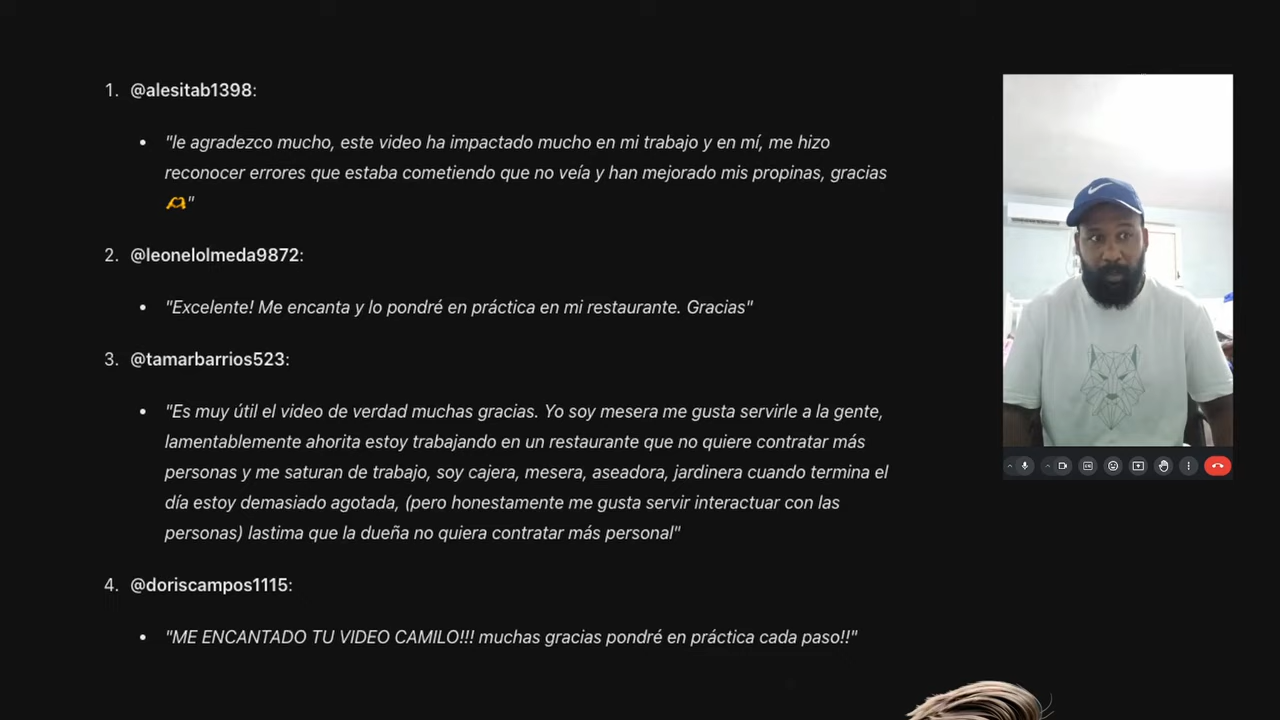 1. @alesitab1398:
• "le agradezco mucho, este video ha impactado mucho en mi trabajo y en mí, me hizo
reconocer errores que estaba cometiendo que no veía y han mejorado mis propinas, gracias
🫶"
2. @leonelolmeda9872:
• "Excelente! Me encanta y lo pondré en práctica en mi restaurante. Gracias"
3. @tamarbarrios523:
• "Es muy útil el video de verdad muchas gracias. Yo soy mesera me gusta servirle a la gente,
lamentablemente ahorita estoy trabajando en un restaurante que no quiere contratar más
personas y me saturan de trabajo, soy cajera, mesera, aseadora, jardinera cuando termina el
día estoy demasiado agotada, (pero honestamente me gusta servir interactuar con las
personas) lastima que la dueña no quiera contratar más personal"
4. @doriscampos1115:
• "ME ENCANTADO TU VIDEO CAMILO!!! muchas gracias pondré en práctica cada paso!!"